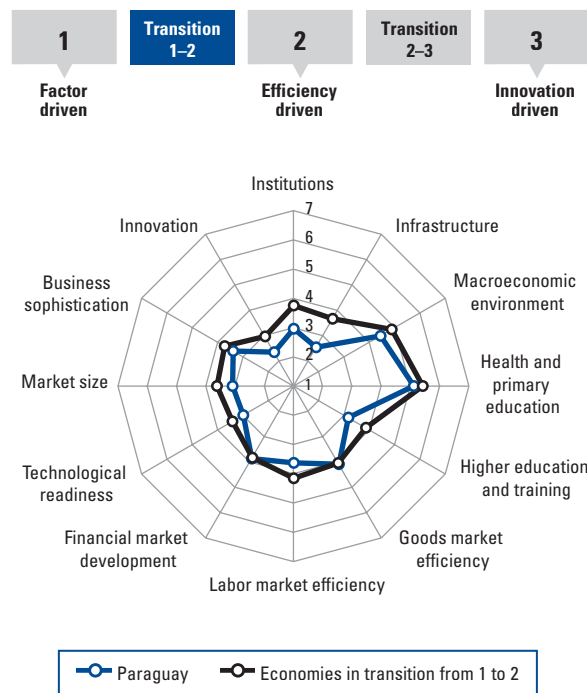 1
Transition
1–2
2
Transition
2–3
3
Factor
driven
Efficiency
driven
Innovation
driven
Institutions
7
6
5
4
3
2
1
Innovation
Infrastructure
Business
sophistication
Macroeconomic
environment
Market size
Health and
primary
education
Technological
readiness
Higher education
and training
Financial market
development
Goods market
efficiency
Labor market efficiency
Paraguay
Economies in transition from 1 to 2